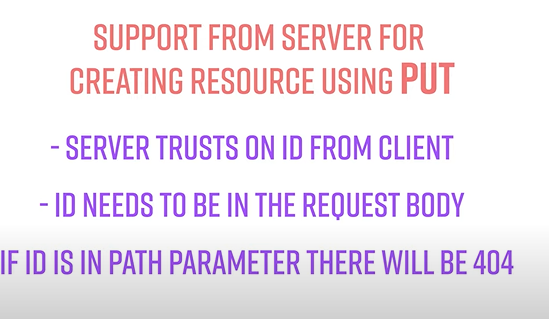 SUPPORT FROM SERVER FOR
CREATING RESOURCE USING PUT
- SERVER TRUSTS ON ID FROM CLIENT
- ID NEEDS TO BE IN THE REQUEST BODY
IF ID IS IN PATH PARAMETER THERE WILL BE 404